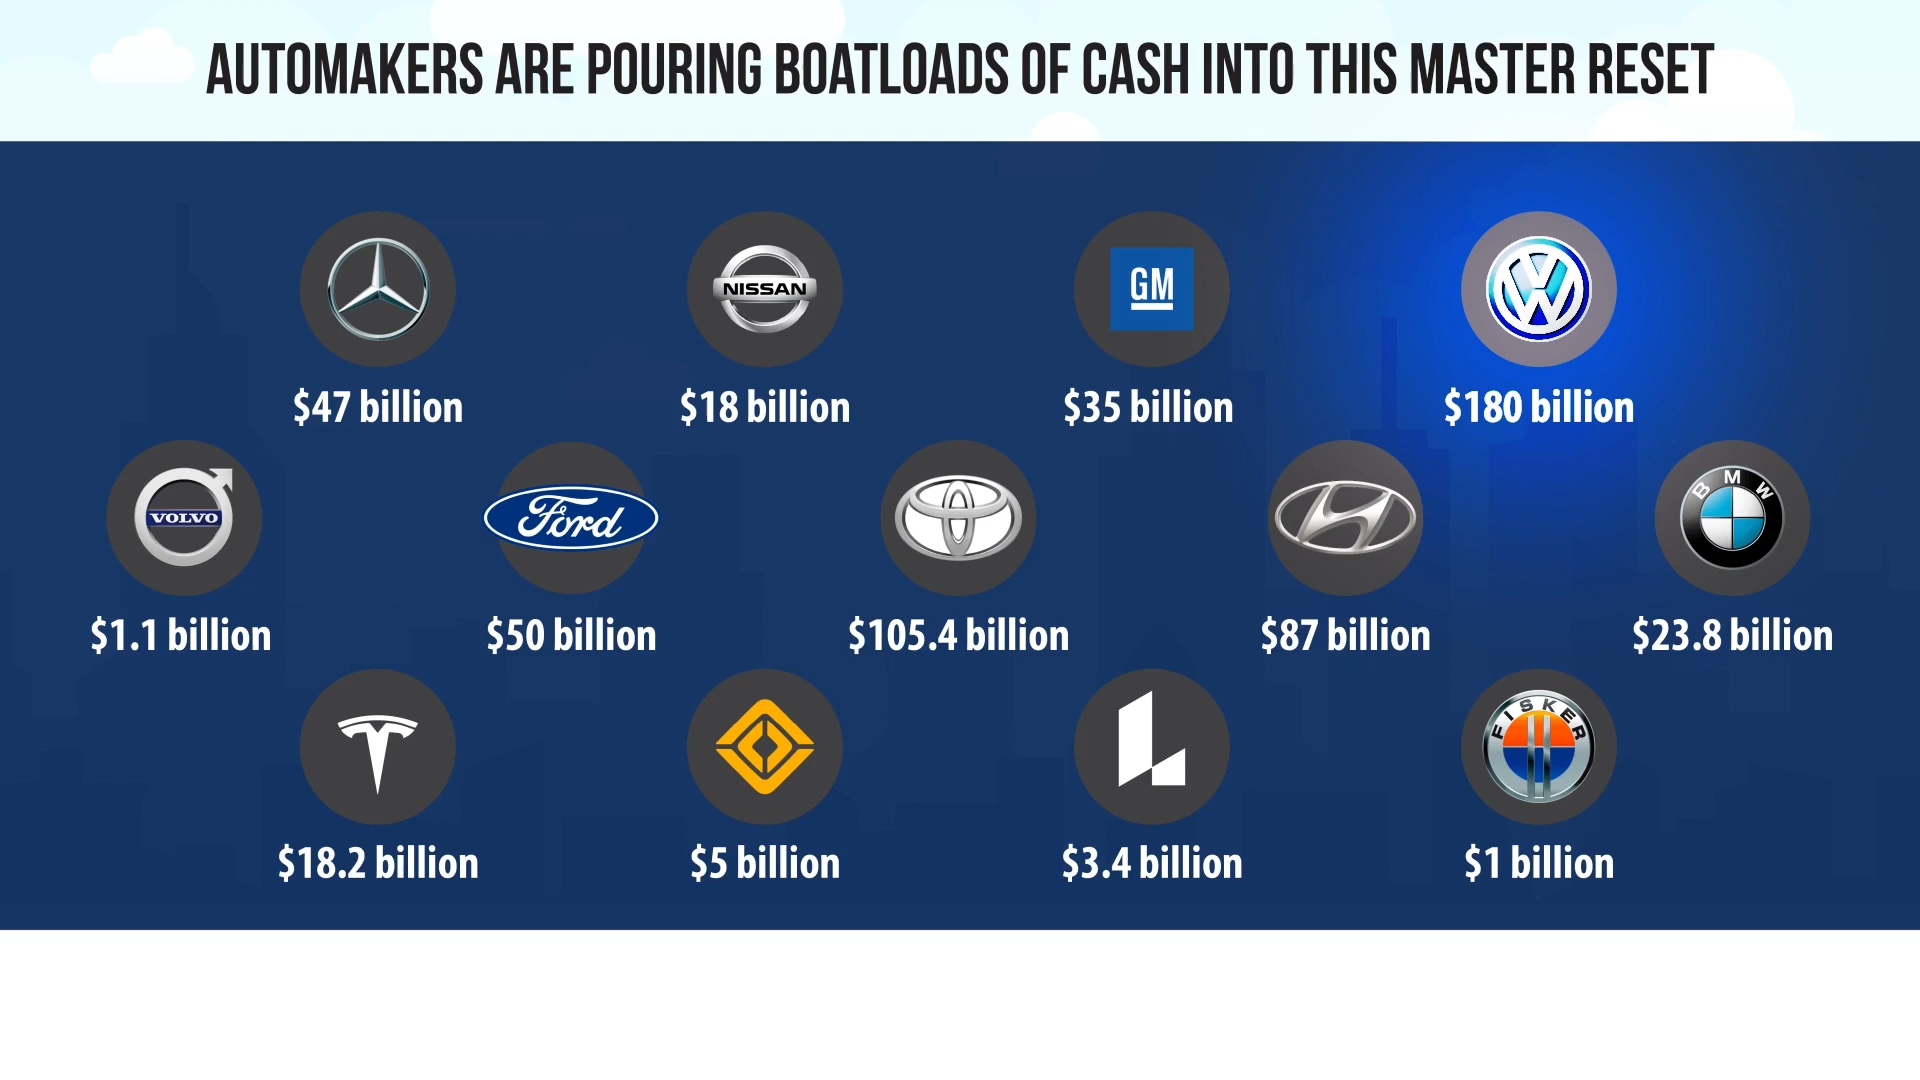 AUTOMAKERS ARE POURING BOATLOADS OF CASH INTO THIS MASTER RESET
NISSAN
GM
VW
$47 billion
$18 billion
$35 billion
$180 billion
VOLVO
Ford
BMW
$1.1 billion
$50 billion
$105.4 billion
$87 billion
$23.8 billion
FISKER
$18.2 billion
$5 billion
$3.4 billion
$1 billion